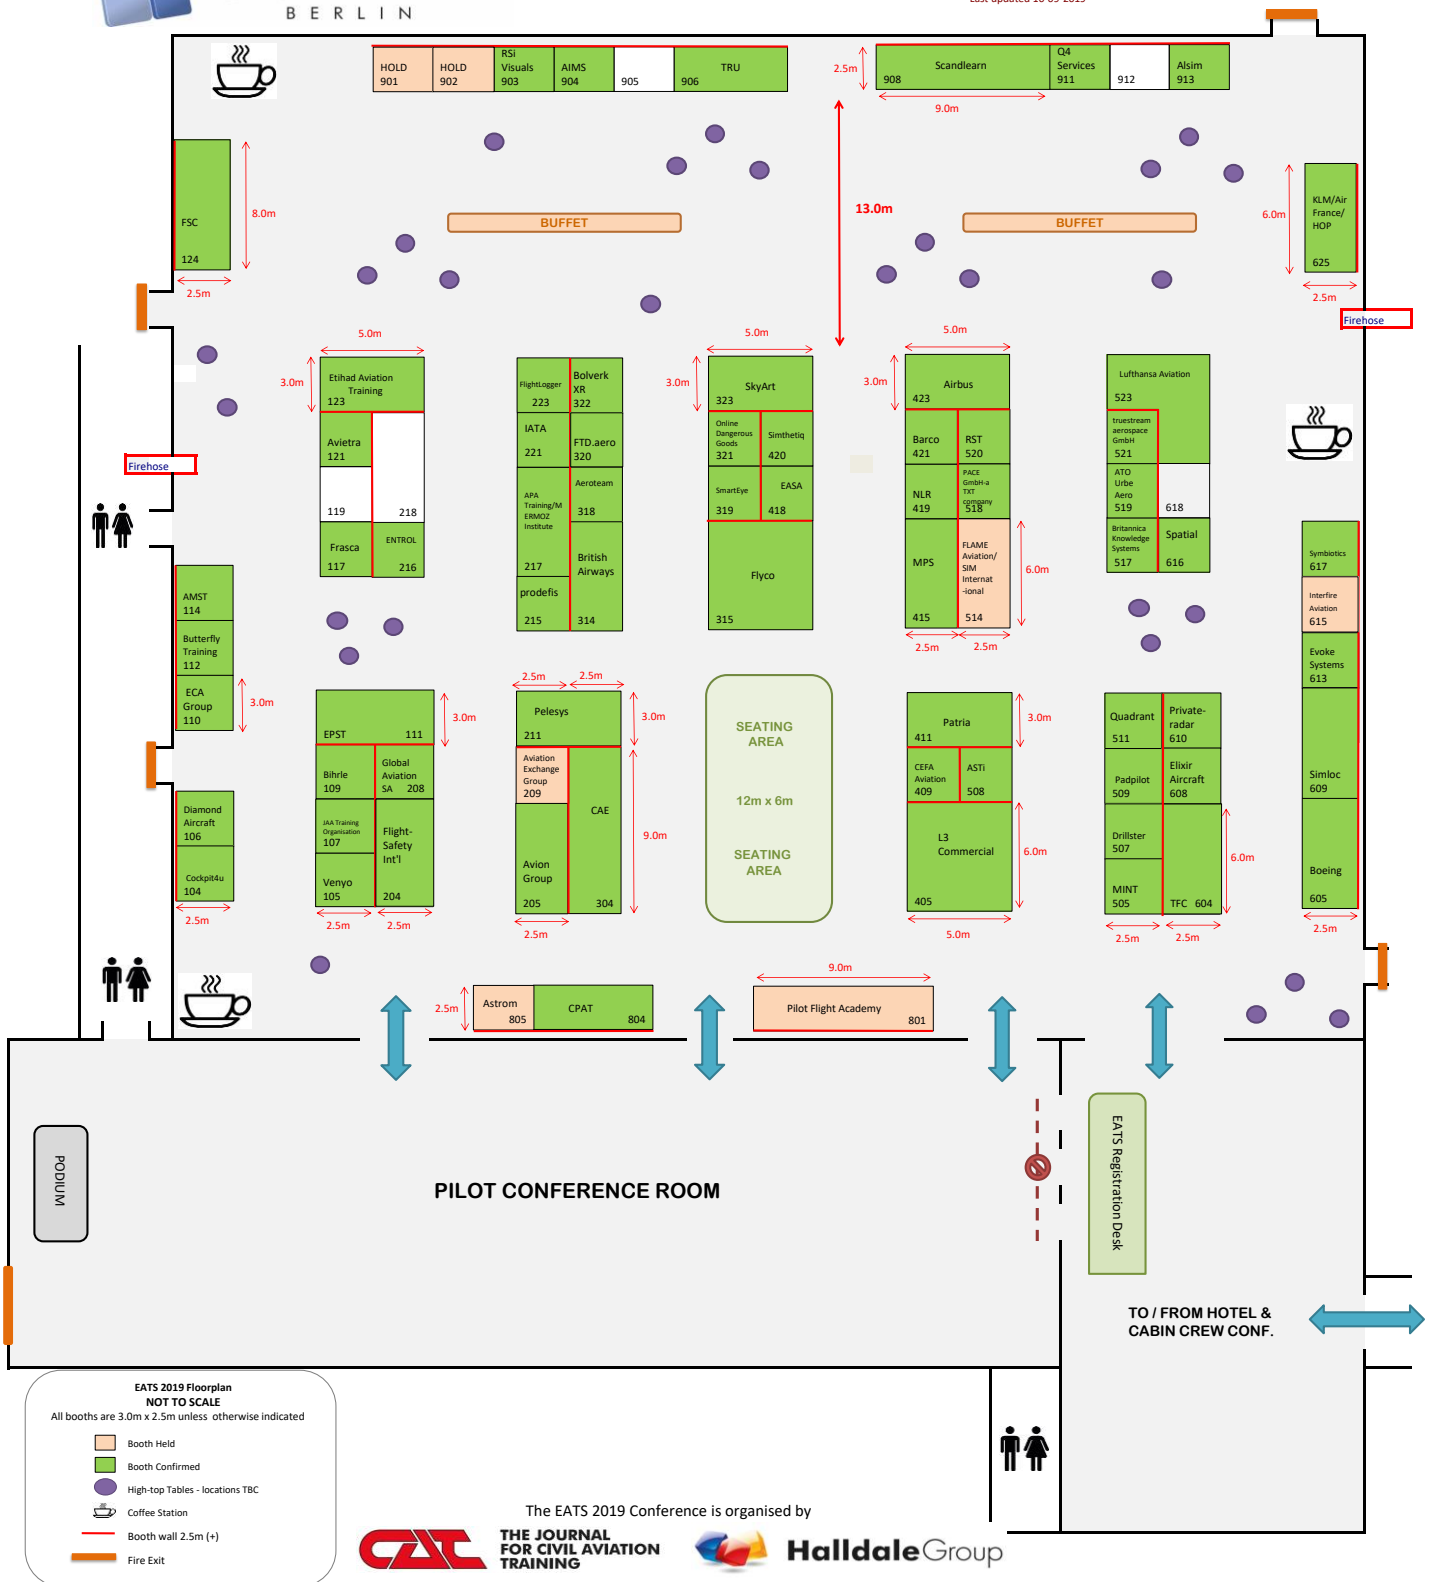 BERLIN
HOLD
901
HOLD
902
RSi
Visuals
903
AIMS
904
905
TRU
906
Scandlearn
908
Q4
Services
911
912
Alsim
913
2.5m
9.0m
13.0m
FSC
124
8.0m
2.5m
BUFFET
BUFFET
KLM/Air
France/
HOP
625
6.0m
2.5m
Firehose
Firehose
5.0m
3.0m
Etihad Aviation
Training
123
Avietra
121
119
218
Frasca
117
ENTROL
216
FlightLogger
223
Bolverk
XR
322
IATA
221
FTD.aero
320
APA
Training/M
ERMOZ
Institute
217
Aeroteam
318
British
Airways
314
prodefis
215
5.0m
3.0m
SkyArt
323
Online
Dangerous
Goods
321
Simthetiq
420
SmartEye
319
EASA
418
Flyco
315
5.0m
3.0m
Airbus
423
Barco
421
RST
520
NLR
419
PACE
GmbH-a
TXT
company
518
MPS
415
FLAME
Aviation/
SIM
Internat
-ional
514
6.0m
2.5m
2.5m
Lufthansa Aviation
523
truestream
aerospace
GmbH
521
ATO
Urbe
Aero
519
618
Britannica
Knowledge
Systems
517
Spatial
616
Symbiotics
617
Interfire
Aviation
615
Evoke
Systems
613
Simloc
609
Boeing
605
2.5m
AMST
114
Butterfly
Training
112
ECA
Group
110
3.0m
Diamond
Aircraft
106
Cockpit4u
104
2.5m
EPST
111
3.0m
Bihrle
109
Global
Aviation
SA 208
JAA Training
Organisation
107
Flight-
Safety
Int'l
204
Venyo
105
2.5m
2.5m
2.5m
2.5m
Pelesys
211
3.0m
Aviation
Exchange
Group
209
CAE
304
9.0m
Avion
Group
205
2.5m
SEATING
AREA
12m x 6m
SEATING
AREA
Patria
411
3.0m
CEFA
Aviation
409
ASTi
508
L3
Commercial
405
6.0m
5.0m
Quadrant
511
Private-
radar
610
Padpilot
509
Elixir
Aircraft
608
Drillster
507
MINT
505
TFC 604
6.0m
2.5m
2.5m
2.5m
Astrom
805
CPAT
804
9.0m
Pilot Flight Academy
801
PODIUM
PILOT CONFERENCE ROOM
EATS Registration Desk
TO / FROM HOTEL &
CABIN CREW CONF.
EATS 2019 Floorplan
NOT TO SCALE
All booths are 3.0m x 2.5m unless otherwise indicated
Booth Held
Booth Confirmed
High-top Tables - locations TBC
Coffee Station
Booth wall 2.5m (+)
Fire Exit
The EATS 2019 Conference is organised by
CAT
THE JOURNAL
FOR CIVIL AVIATION
TRAINING
HalldaleGroup